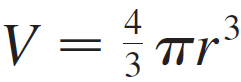 V = 4/3 πr³